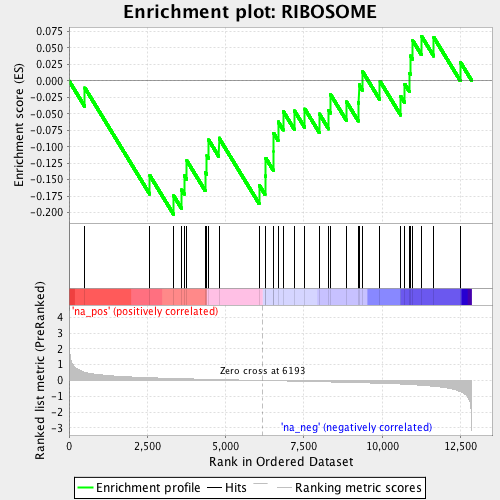 Enrichment plot: RIBOSOME
Enrichment score (ES)
0.075
0.050
0.025
0.000
-0.025
-0.050
-0.075
-0.100
-0.125
-0.150
-0.175
-0.200
'na_pos' (positively correlated)
Ranked list metric (PreRanked)
4
3
2
1
0
-1
-2
-3
Zero cross at 6193
'na_neg' (negatively correlated)
0
2,500
5,000
7,500
10,000
12,500
Rank in Ordered Dataset
Enrichment profile
Hits
Ranking metric scores